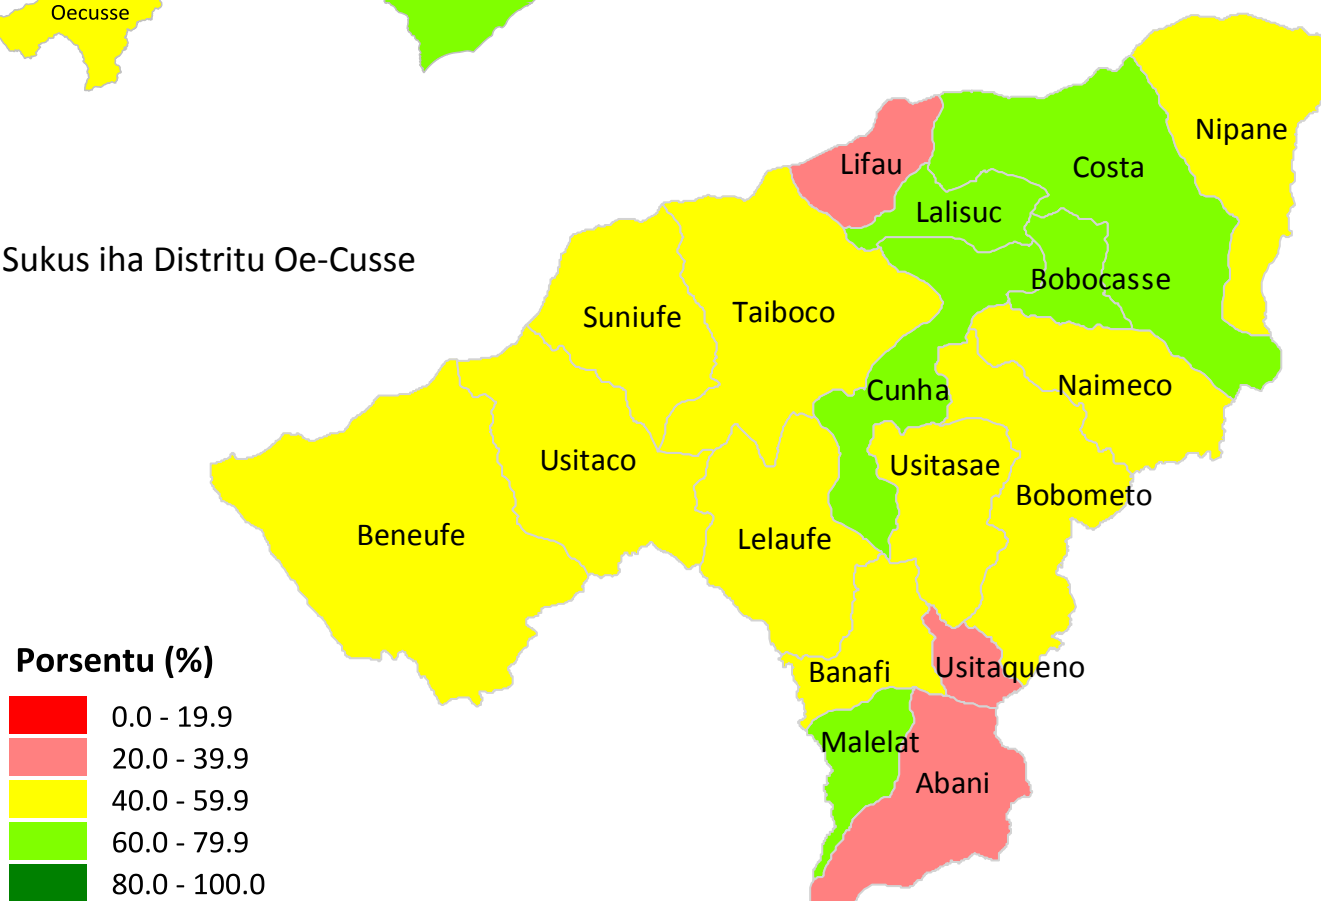 Oecusse
Nipane
Lifau
Costa
Lalisuc
Sukus iha Distritu Oe-Cusse
Bobocasse
Suniufe
Taiboco
Cunha
Naimeco
Usitaco
Usitasae
Bobometo
Beneufe
Lelaufe
Banafi
Usitaqueno
Malelat
Abani
Porsentu (%)
0.0 - 19.9
20.0 - 39.9
40.0 - 59.9
60.0 - 79.9
80.0 - 100.0